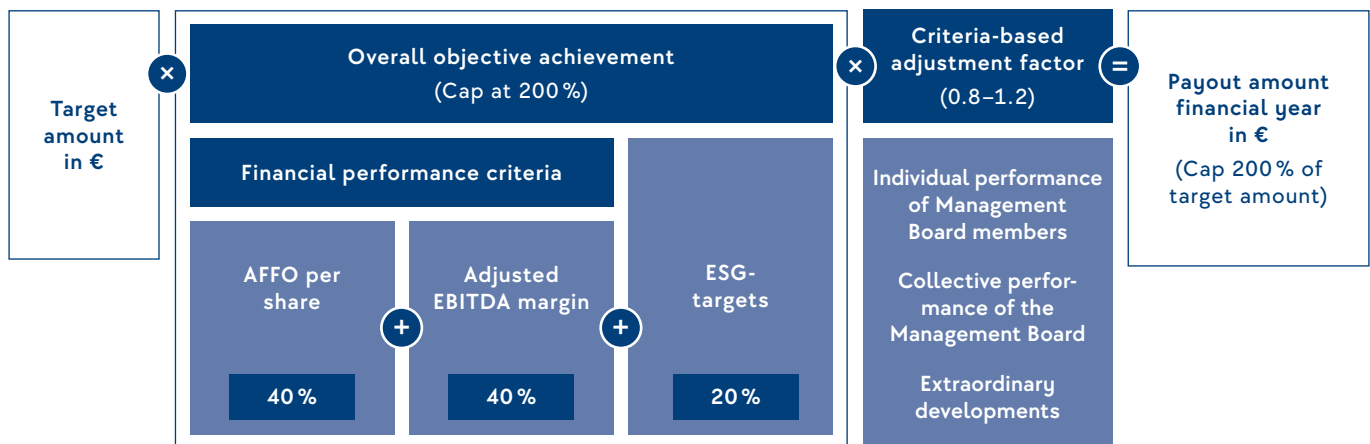 Target
amount
in €
×
Overall objective achievement
(Cap at 200 %)
Financial performance criteria
AFFO per
share
40 %
+
Adjusted
EBITDA margin
40 %
+
ESG-
targets
20 %
×
Criteria-based
adjustment factor
(0.8–1.2)
Individual performance
of Management
Board members
Collective perfor-
mance of the
Management Board
Extraordinary
developments
=
Payout amount
financial year
in €
(Cap 200 % of
target amount)